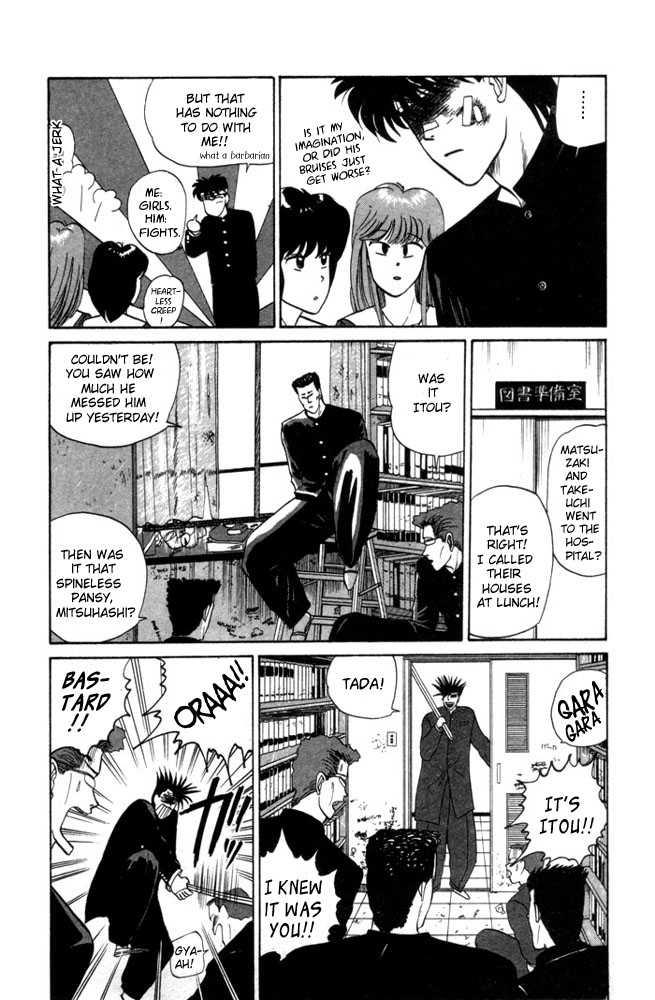 ......
IS IT MY
IMAGINATION,
OR DID HIS
BRUISES JUST
GET WORSE?
BUT THAT
HAS NOTHING
TO DO WITH
ME!!
what a barbarian
ME:
GIRLS.
HIM:
FIGHTS.
HEART-
LESS
CREEP
!
WHAT A JERK
図書準備室
MATSU-
ZAKI
AND
TAKE-
UCHI
WENT
TO THE
HOS-
PITAL?
THAT'S
RIGHT!
I CALLED
THEIR
HOUSES
AT LUNCH!
WAS
IT
ITOU?
COULDN'T BE!
YOU SAW HOW
MUCH HE
MESSED HIM
UP YESTERDAY!
THEN WAS
IT THAT
SPINELESS
PANSY,
MITSUHASHI?
GARA
GARA
TADA!
IT'S
ITOU!!
I KNEW
IT WAS
YOU!!
ORAAA!!
BAS-
TARD
!!
ガッ
GYA--
AH!